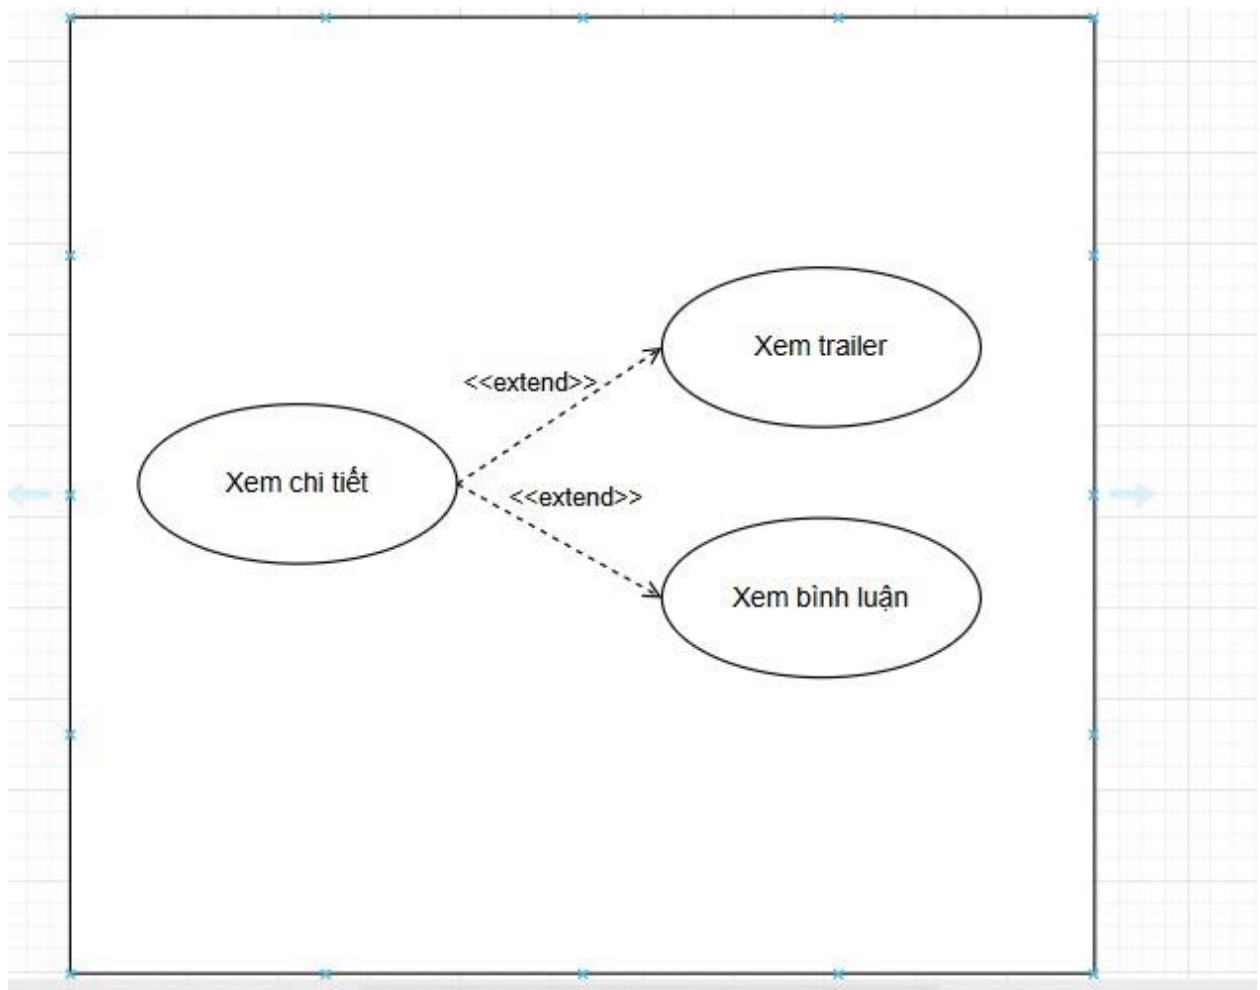 Xem trailer
<<extend>>
Xem chi tiết
<<extend>>
Xem bình luận